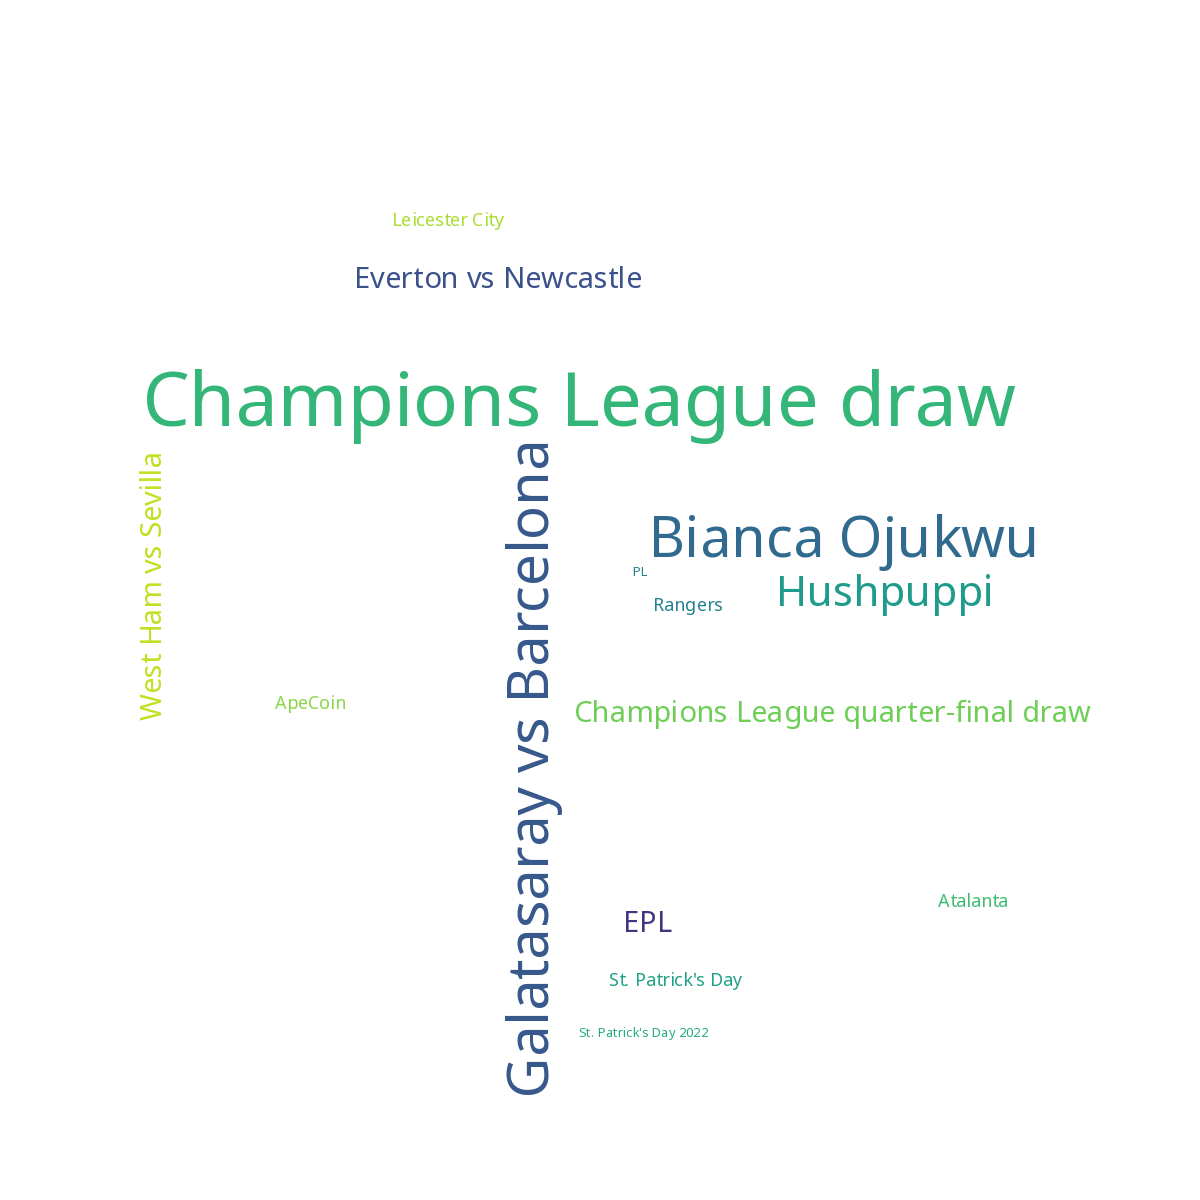 Leicester City
Everton vs Newcastle
Champions League draw
West Ham vs Sevilla
Galatasaray vs Barcelona
Bianca Ojukwu
PL
Hushpuppi
Rangers
ApeCoin
Champions League quarter-final draw
Atalanta
EPL
St. Patrick's Day
St. Patrick's Day 2022